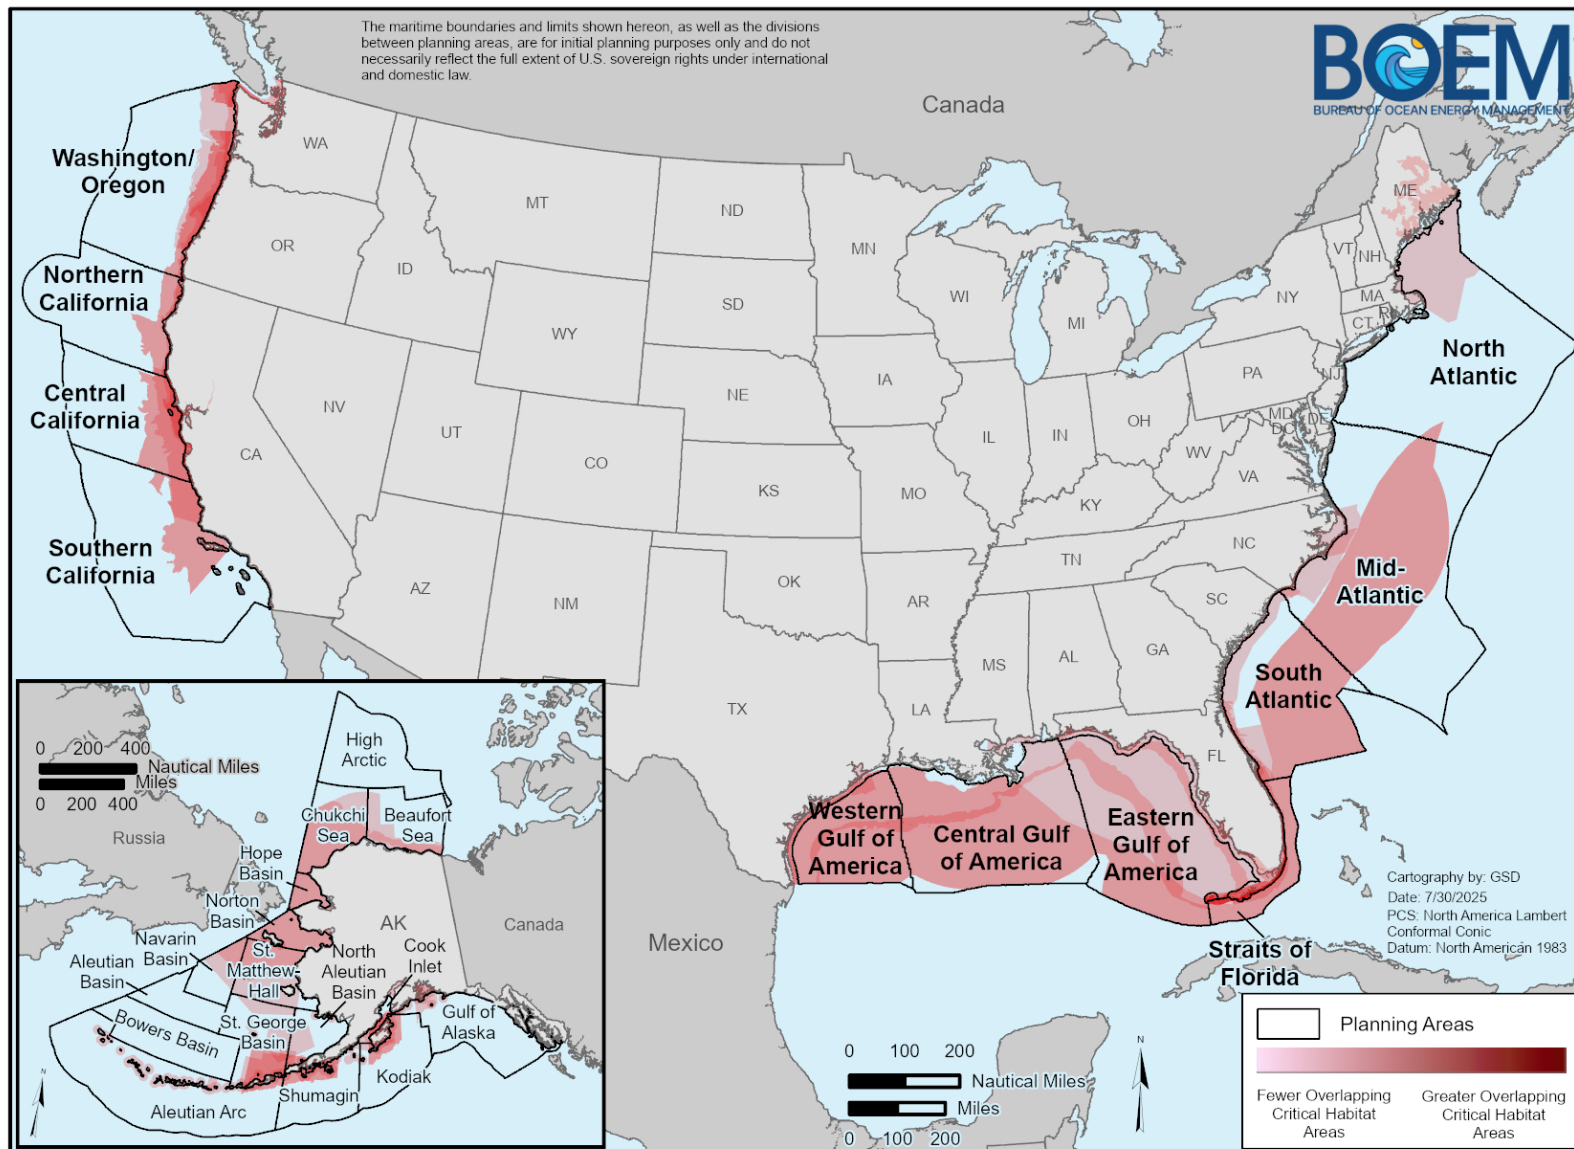 The maritime boundaries and limits shown hereon, as well as the divisions
between planning areas, are for initial planning purposes only and do not
necessarily reflect the full extent of U.S. sovereign rights under international
and domestic law.
BOEM
BUREAU OF OCEAN ENERGY MANAGEMENT
Canada
Washington/
Oregon
Northern
California
Central
California
Southern
California
WA
OR
ID
MT
ND
MN
SD
WY
NE
IA
WI
MI
NV
UT
CO
CA
KS
MO
IL
IN
OH
PA
NY
VT
NH
ME
MA
CT
NJ
MD
DC
DE
WV
VA
KY
TN
NC
SC
AZ
NM
OK
AR
MS
AL
GA
TX
LA
FL
North
Atlantic
Mid-
Atlantic
South
Atlantic
Western
Gulf of
America
Central Gulf
of America
Eastern
Gulf of
America
Straits of
Florida
Mexico
0 200 400
Nautical Miles
Miles
0 200 400
High
Arctic
Chukchi
Sea
Beaufort
Sea
Russia
Hope
Basin
Norton
Basin
Navarin
Basin
Aleutian
Basin
St.
Matthew-
Hall
AK
North
Aleutian
Basin
Cook
Inlet
Canada
Bowers Basin
St. George
Basin
Gulf of
Alaska
Kodiak
Shumagin
Aleutian Arc
N
0 100 200
Nautical Miles
Miles
0 100 200
N
Cartography by: GSD
Date: 7/30/2025
PCS: North America Lambert
Conformal Conic
Datum: North American 1983
Planning Areas
Fewer Overlapping
Critical Habitat
Areas
Greater Overlapping
Critical Habitat
Areas